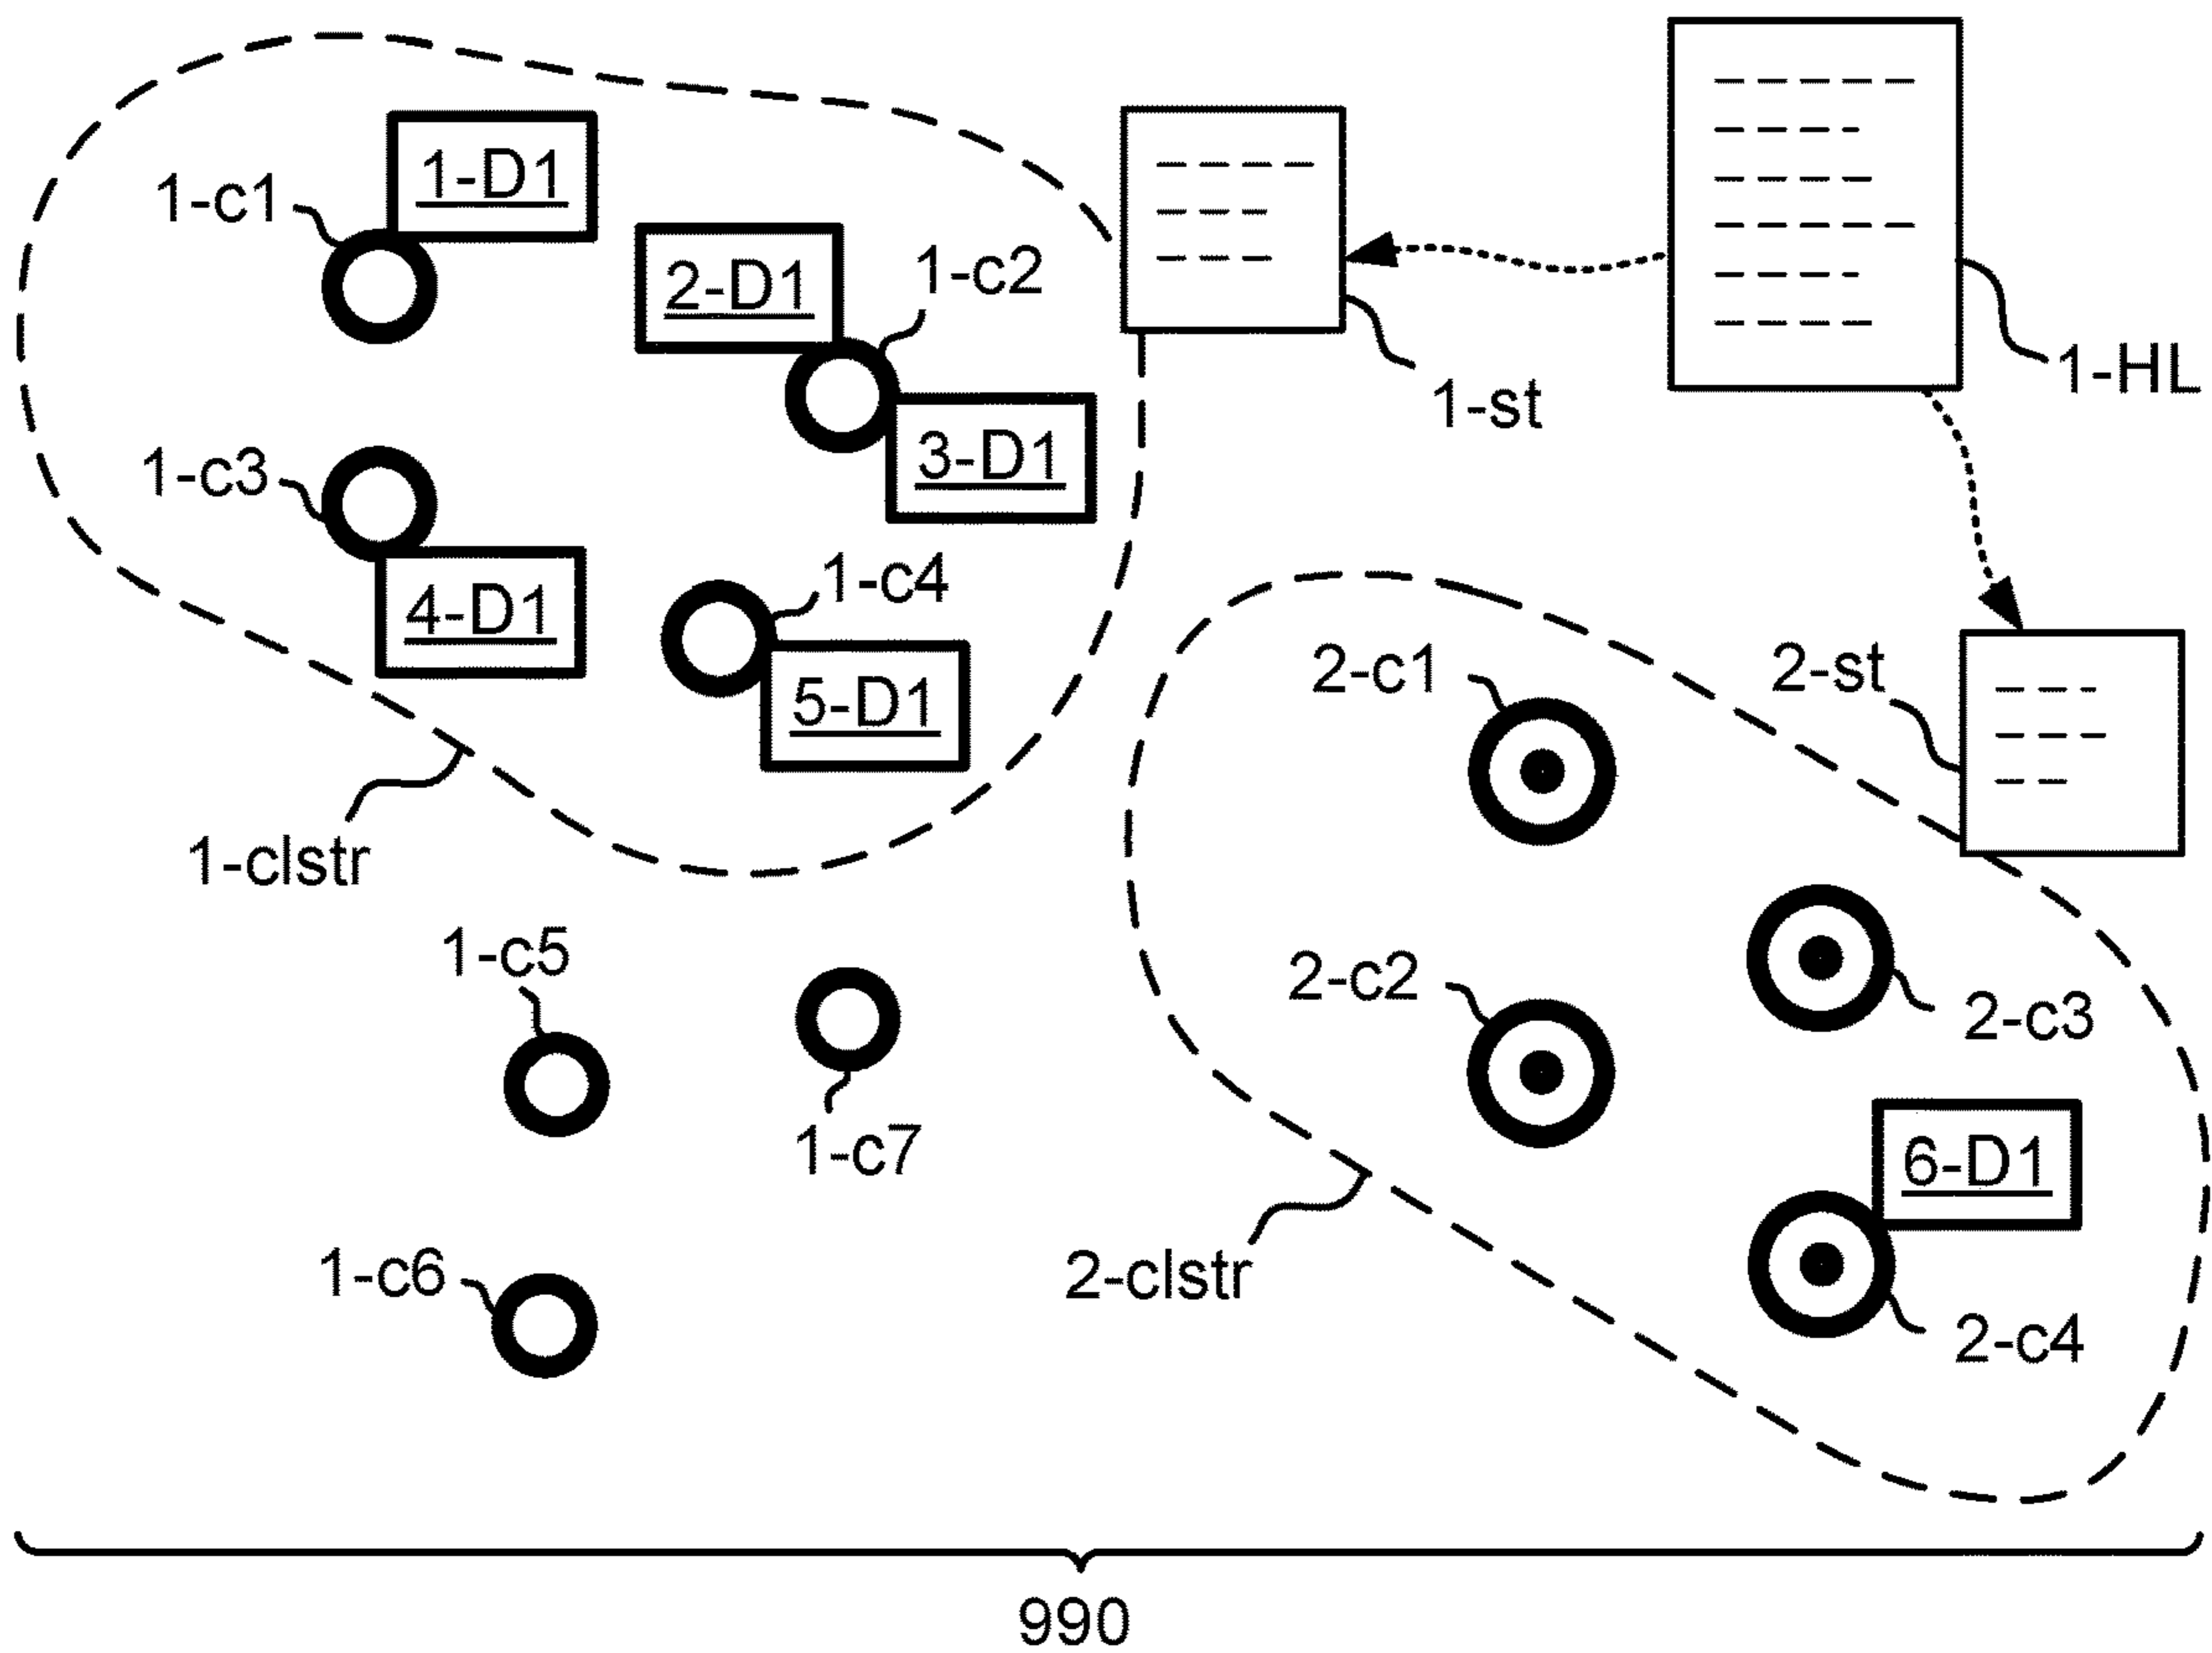 1-D1
1-c1
2-D1
1-c2
1-st
1-HL
1-c3
3-D1
4-D1
1-c4
5-D1
2-c1
2-st
1-clstr
1-c5
2-c2
2-c3
1-c7
6-D1
1-c6
2-clstr
2-c4
990